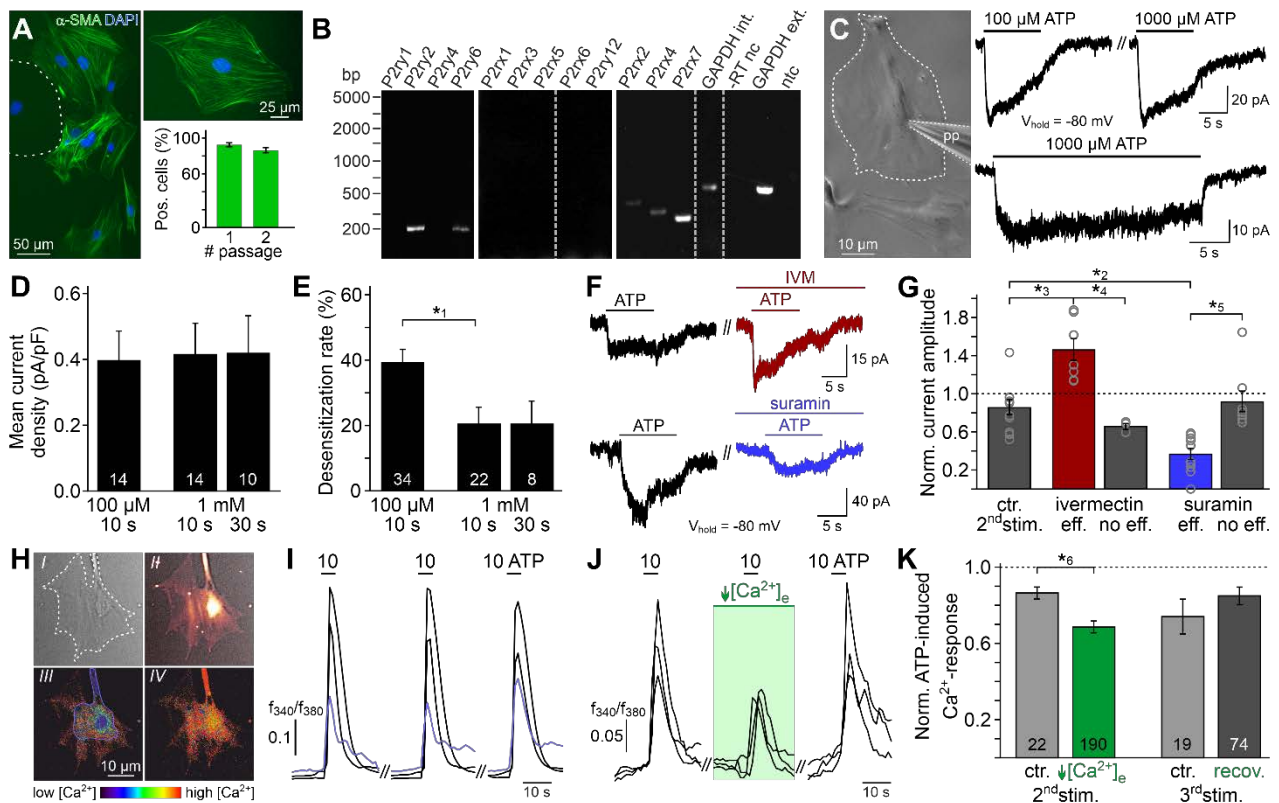 A
α-SMA DAPI
50 µm
25 µm
Pos. cells (%)
100
60
0
1 2
# passage
B
P2ry1 P2ry2 P2ry4 P2ry6 P2rx1 P2rx3 P2rx5 P2rx6 P2ry12 P2rx2 P2rx4 P2rx7 GAPDH int. -RT nc GAPDH ext. ntc
bp
5000
2000
1000
500
200
C
pp
10 µm
100 µM ATP
//
1000 µM ATP
Vhold = -80 mV
20 pA
5 s
1000 µM ATP
10 pA
5 s
D
Mean current
density (pA/pF)
0.6
0.4
0.2
0.0
14 14 10
100 µM 1 mM
10 s 10 s 30 s
E
Desensitization rate (%)
60
40
20
0
*1
34 22 8
100 µM 1 mM
10 s 10 s 30 s
F
IVM
ATP // ATP
15 pA
5 s
suramin
ATP // ATP
40 pA
Vhold = -80 mV
5 s
G
Norm. current amplitude
1.8
1.4
1.0
0.6
0.2
*2
*3 *4
*5
ctr. ivermectin suramin
2nd stim. eff. no eff. eff. no eff.
H
I II
III IV
10 µm
low [Ca2+] high [Ca2+]
I
10 10 10 ATP
f340/f380
0.1
// //
10 s
J
10 10 10 ATP
↓[Ca2+]e
f340/f380
0.05
// //
10 s
K
Norm. ATP-induced
Ca2+-response
1.0
0.6
0.2
*6
22 190 19 74
ctr. ↓[Ca2+]e ctr. recov.
2nd stim. 3rd stim.